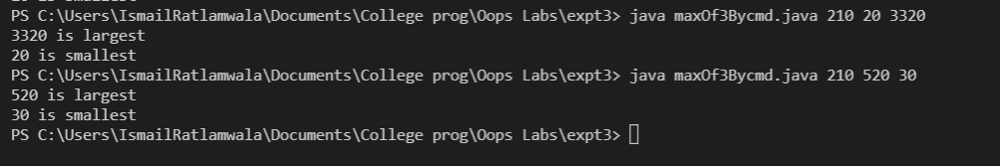 PS C:\Users\IsmailRatlamwala\Documents\College prog\Oops Labs\expt3> java maxOf3Bycmd.java 210 20 3320
3320 is largest
20 is smallest
PS C:\Users\IsmailRatlamwala\Documents\College prog\Oops Labs\expt3> java maxOf3Bycmd.java 210 520 30
520 is largest
30 is smallest
PS C:\Users\IsmailRatlamwala\Documents\College prog\Oops Labs\expt3>